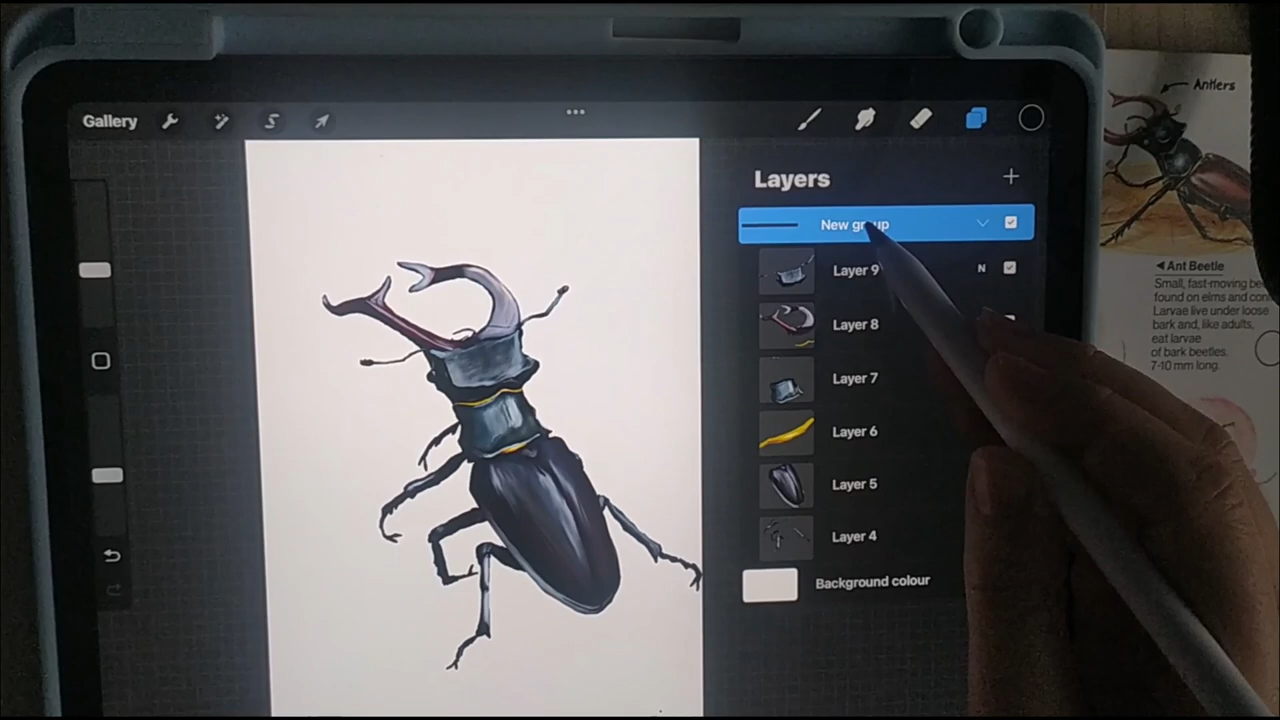 Gallery
Layers
New group
Layer 9 N
Layer 8
Layer 7
Layer 6
Layer 5
Layer 4
Background colour
Antlers
◄ Ant Beetle
Small, fast-moving
found on elms and
Larvae live under loose
bark and, like adults,
eat larvae
of bark beetles.
7-10 mm long.